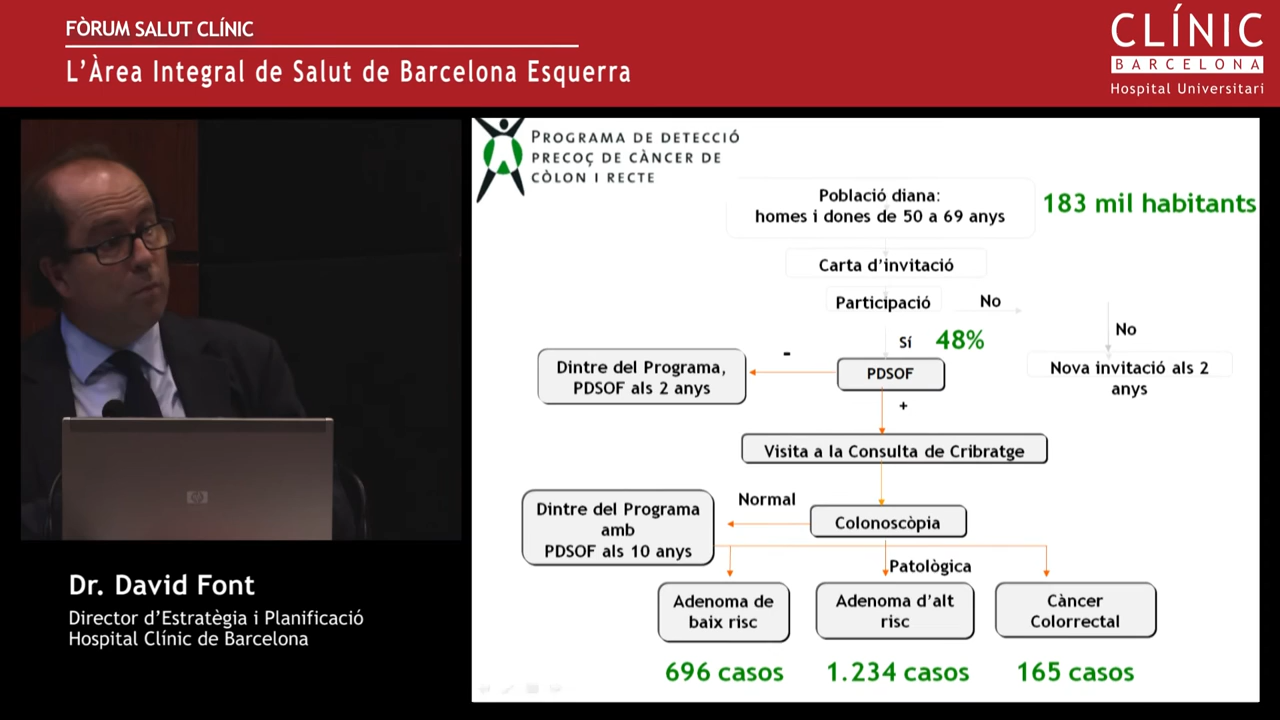 FÒRUM SALUT CLÍNIC
L'Àrea Integral de Salut de Barcelona Esquerra
CLÍNIC
BARCELONA
Hospital Universitari
PROGRAMA DE DETECCIÓ
PRECOÇ DE CÀNCER DE
CÒLON I RECTE
Població diana:
homes i dones de 50 a 69 anys
183 mil habitants
Carta d'invitació
Participació
No
No
Sí
48%
Nova invitació als 2
anys
-
Dintre del Programa,
PDSOF als 2 anys
PDSOF
+
Visita a la Consulta de Cribratge
Normal
Dintre del Programa
amb
PDSOF als 10 anys
Colonoscòpia
Patològica
Adenoma de
baix risc
Adenoma d'alt
risc
Càncer
Colorrectal
696 casos
1.234 casos
165 casos
hp
Dr. David Font
Director d'Estratègia i Planificació
Hospital Clínic de Barcelona